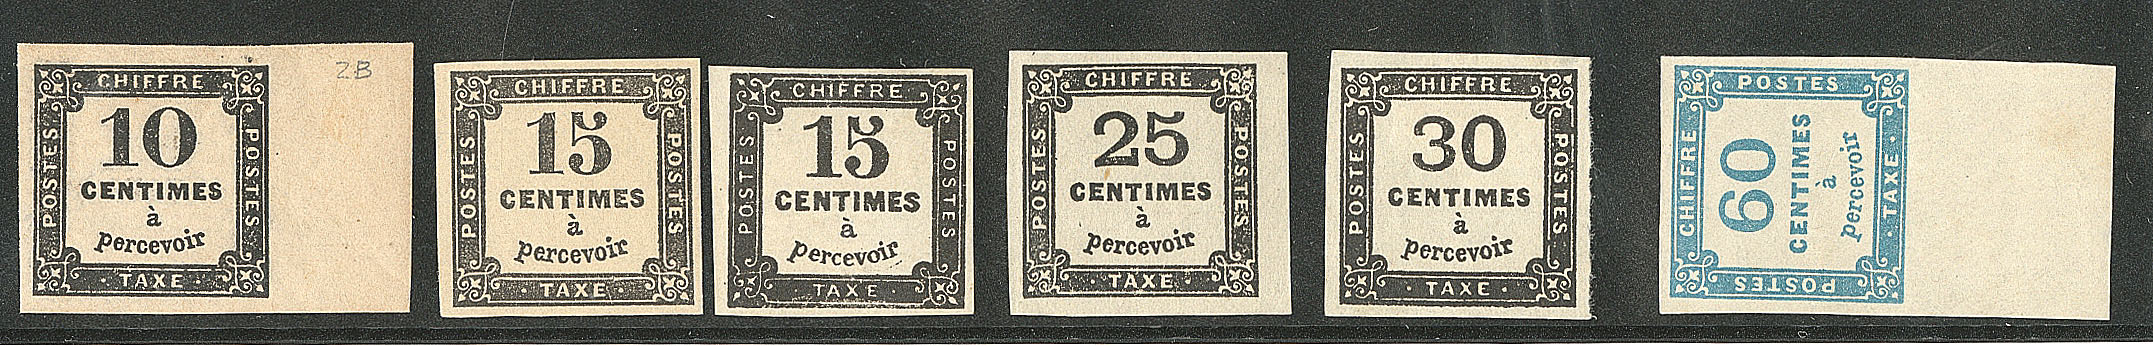 2B
CHIFFRE
POSTES
10
CENTIMES
à
percevoir
POSTES
· TAXE ·
CHIFFRE
POSTES
15
CENTIMES
à
percevoir
POSTES
· TAXE ·
CHIFFRE
POSTES
15
CENTIMES
à
percevoir
POSTES
· TAXE ·
CHIFFRE
POSTES
25
CENTIMES
à
percevoir
POSTES
· TAXE ·
CHIFFRE
POSTES
30
CENTIMES
à
percevoir
POSTES
· TAXE ·
CHIFFRE
POSTES
60
CENTIMES
à
percevoir
POSTES
· TAXE ·